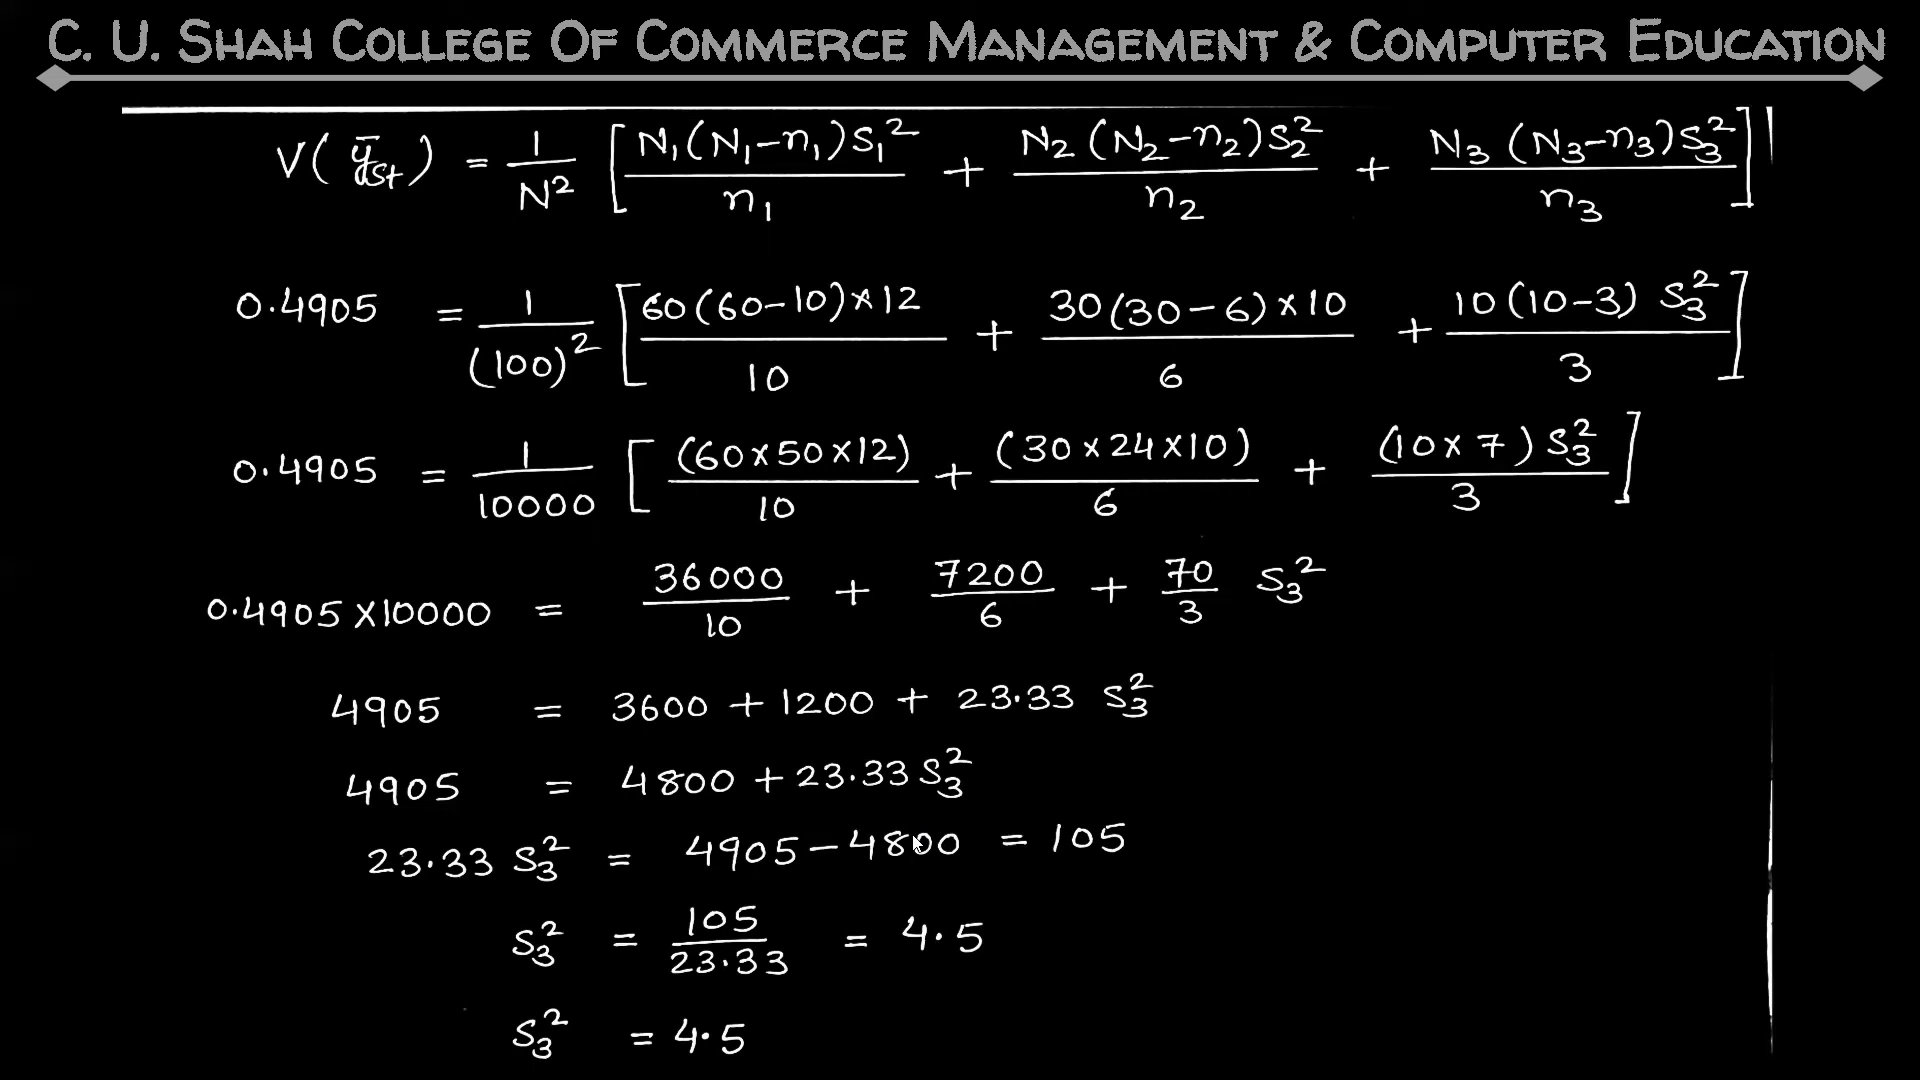 C. U. SHAH COLLEGE OF COMMERCE MANAGEMENT & COMPUTER EDUCATION
V(ȳst) = 1/N² [ N₁(N₁-n₁)S₁²/n₁ + N₂(N₂-n₂)S₂²/n₂ + N₃(N₃-n₃)S₃²/n₃ ]
0.4905 = 1/(100)² [ 60(60-10)×12/10 + 30(30-6)×10/6 + 10(10-3) S₃²/3 ]
0.4905 = 1/10000 [ (60×50×12)/10 + (30×24×10)/6 + (10×7)S₃²/3 ]
0.4905×10000 = 36000/10 + 7200/6 + 70/3 S₃²
4905 = 3600 + 1200 + 23.33 S₃²
4905 = 4800 + 23.33 S₃²
23.33 S₃² = 4905 - 4800 = 105
S₃² = 105/23.33 = 4.5
S₃² = 4.5